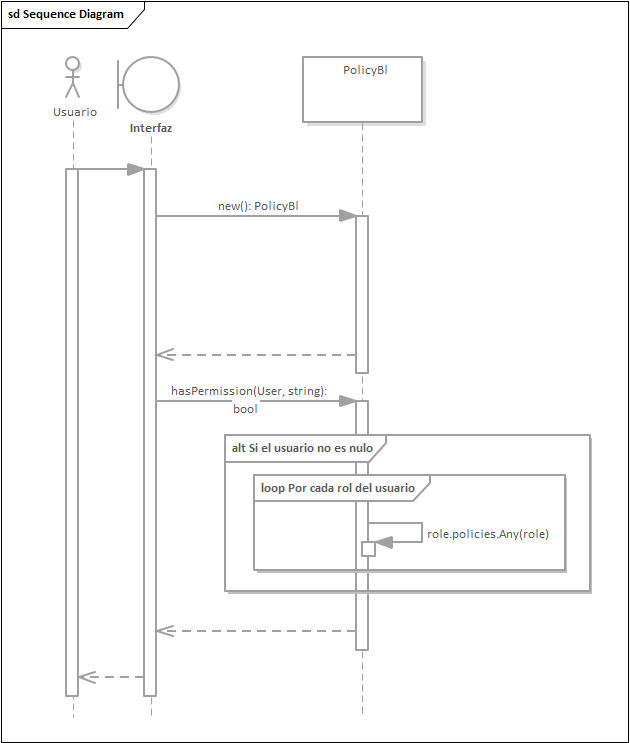 sd Sequence Diagram
Usuario
Interfaz
PolicyBl
new(): PolicyBl
hasPermission(User, string):
bool
alt Si el usuario no es nulo
loop Por cada rol del usuario
role.policies.Any(role)